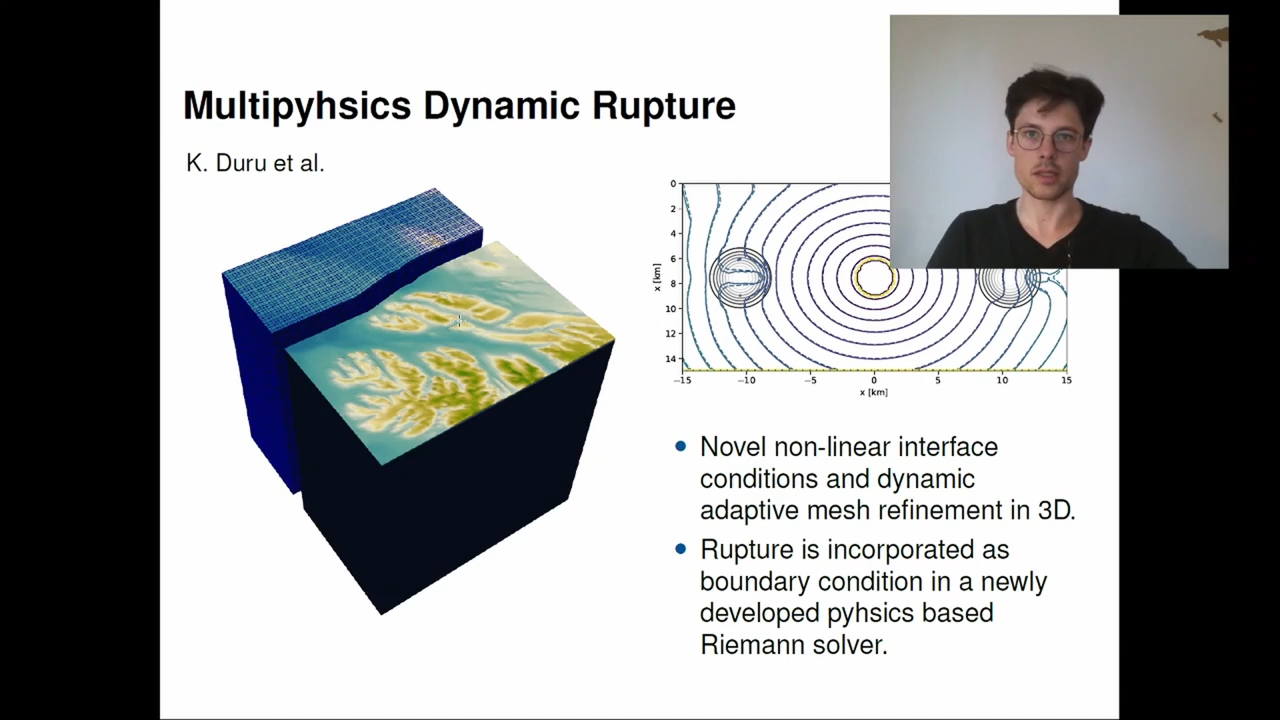 Multipyhsics Dynamic Rupture
K. Duru et al.
0
2
4
6
8
10
12
14
x [km]
−15 −10 −5 0 5 10 15
x [km]
Novel non-linear interface
conditions and dynamic
adaptive mesh refinement in 3D.
Rupture is incorporated as
boundary condition in a newly
developed pyhsics based
Riemann solver.